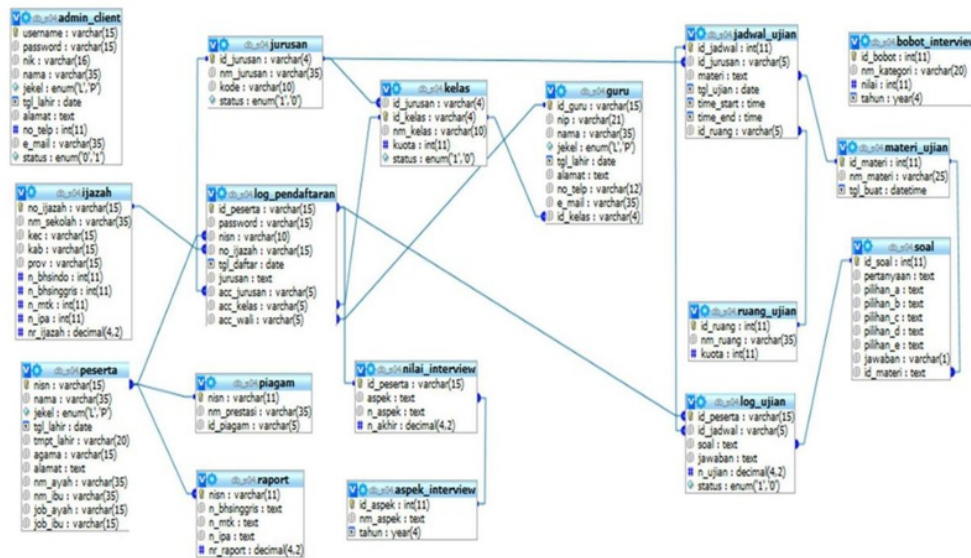 db_s04 admin_client
username : varchar(15)
password : varchar(15)
nik : varchar(16)
nama : varchar(35)
jekel : enum('L','P')
tgl_lahir : date
alamat : text
no_telp : int(11)
e_mail : varchar(35)
status : enum('0','1')
db_s04 jurusan
id_jurusan : varchar(4)
nm_jurusan : varchar(35)
kode : varchar(10)
status : enum('1','0')
db_s04 kelas
id_jurusan : varchar(4)
id_kelas : varchar(4)
nm_kelas : varchar(10)
kuota : int(11)
status : enum('1','0')
db_s04 guru
id_guru : varchar(15)
nip : varchar(21)
nama : varchar(35)
jekel : enum('L','P')
tgl_lahir : date
alamat : text
no_telp : varchar(12)
e_mail : varchar(35)
id_kelas : varchar(4)
db_s04 jadwal_ujian
id_jadwal : int(11)
id_jurusan : varchar(5)
materi : text
tgl_ujian : date
time_start : time
time_end : time
id_ruang : varchar(5)
db_s04 bobot_interview
id_bobot : int(11)
nm_kategori : varchar(20)
nilai : int(11)
tahun : year(4)
db_s04 materi_ujian
id_materi : int(11)
nm_materi : varchar(25)
tgl_buat : datetime
db_s04 ijazah
no_ijazah : varchar(15)
nm_sekolah : varchar(35)
kec : varchar(15)
kab : varchar(15)
prov : varchar(15)
n_bhsindo : int(11)
n_bhsinggris : int(11)
n_mtk : int(11)
n_ipa : int(11)
nr_ijazah : decimal(4,2)
db_s04 log_pendaftaran
id_peserta : varchar(15)
password : varchar(15)
nisn : varchar(10)
no_ijazah : varchar(15)
tgl_daftar : date
jurusan : text
acc_jurusan : varchar(5)
acc_kelas : varchar(5)
acc_wali : varchar(5)
db_s04 soal
id_soal : int(11)
pertanyaan : text
pilihan_a : text
pilihan_b : text
pilihan_c : text
pilihan_d : text
pilihan_e : text
jawaban : varchar(1)
id_materi : text
db_s04 ruang_ujian
id_ruang : int(11)
nm_ruang : varchar(35)
kuota : int(11)
db_s04 peserta
nisn : varchar(15)
nama : varchar(35)
jekel : enum('L','P')
tgl_lahir : date
tmpt_lahir : varchar(20)
agama : varchar(15)
alamat : text
nm_ayah : varchar(35)
nm_ibu : varchar(35)
job_ayah : varchar(15)
job_ibu : varchar(15)
db_s04 piagam
nisn : varchar(11)
nm_prestasi : varchar(35)
id_piagam : varchar(5)
db_s04 nilai_interview
id_peserta : varchar(15)
aspek : text
n_aspek : text
n_akhir : decimal(4,2)
db_s04 log_ujian
id_peserta : varchar(15)
id_jadwal : varchar(5)
soal : text
jawaban : text
n_ujian : decimal(4,2)
status : enum('1','0')
db_s04 raport
nisn : varchar(11)
n_bhsinggris : text
n_mtk : text
n_ipa : text
nr_raport : decimal(4,2)
db_s04 aspek_interview
id_aspek : int(11)
nm_aspek : text
tahun : year(4)